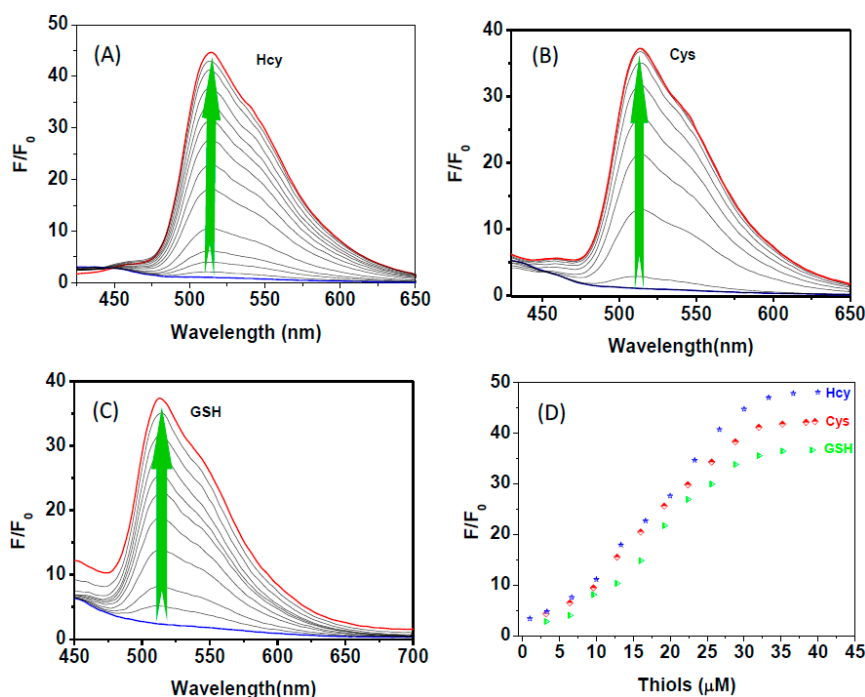 (A)
Hcy
F/F0
50
40
30
20
10
0
450 500 550 600 650
Wavelength (nm)
(B)
Cys
F/F0
40
30
20
10
0
450 500 550 600 650
Wavelength(nm)
(C)
GSH
F/F0
40
30
20
10
0
450 500 550 600 650 700
Wavelength(nm)
(D)
Hcy
Cys
GSH
F/F0
50
40
30
20
10
0
0 5 10 15 20 25 30 35 40 45
Thiols (μM)